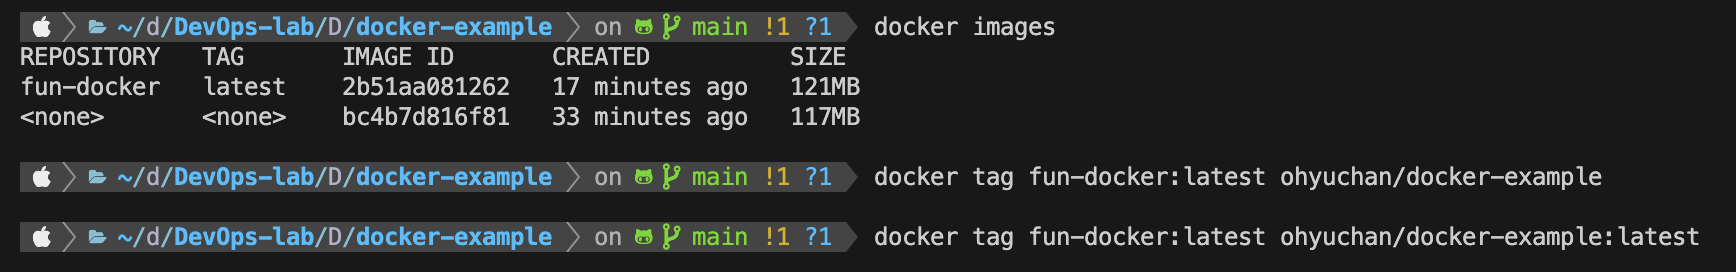 ~/d/DevOps-lab/D/docker-example on main !1 ?1 docker images
REPOSITORY TAG IMAGE ID CREATED SIZE
fun-docker latest 2b51aa081262 17 minutes ago 121MB
<none> <none> bc4b7d816f81 33 minutes ago 117MB
~/d/DevOps-lab/D/docker-example on main !1 ?1 docker tag fun-docker:latest ohyuchan/docker-example
~/d/DevOps-lab/D/docker-example on main !1 ?1 docker tag fun-docker:latest ohyuchan/docker-example:latest